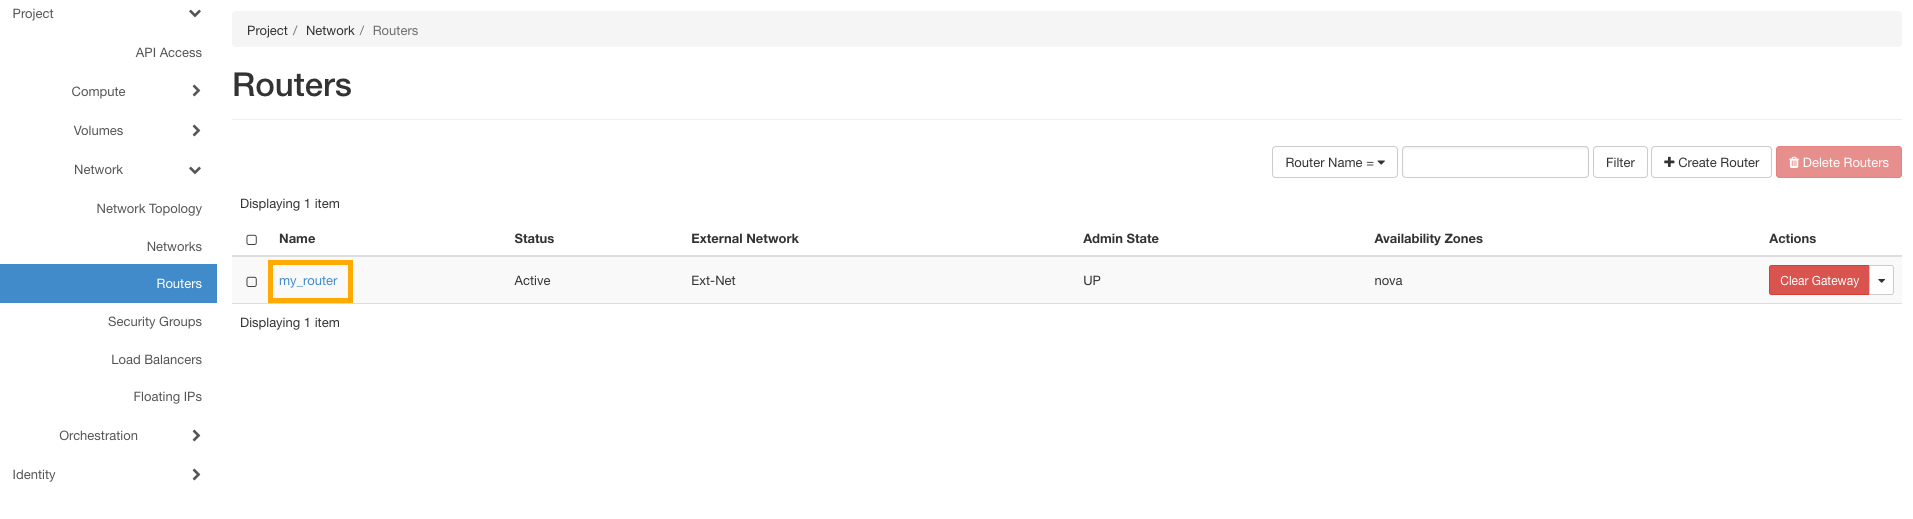 Project
API Access
Compute
Volumes
Network
Network Topology
Networks
Routers
Security Groups
Load Balancers
Floating IPs
Orchestration
Identity
Project / Network / Routers
Routers
Router Name = Filter Create Router Delete Routers
Displaying 1 item
Name Status External Network Admin State Availability Zones Actions
my_router Active Ext-Net UP nova Clear Gateway
Displaying 1 item